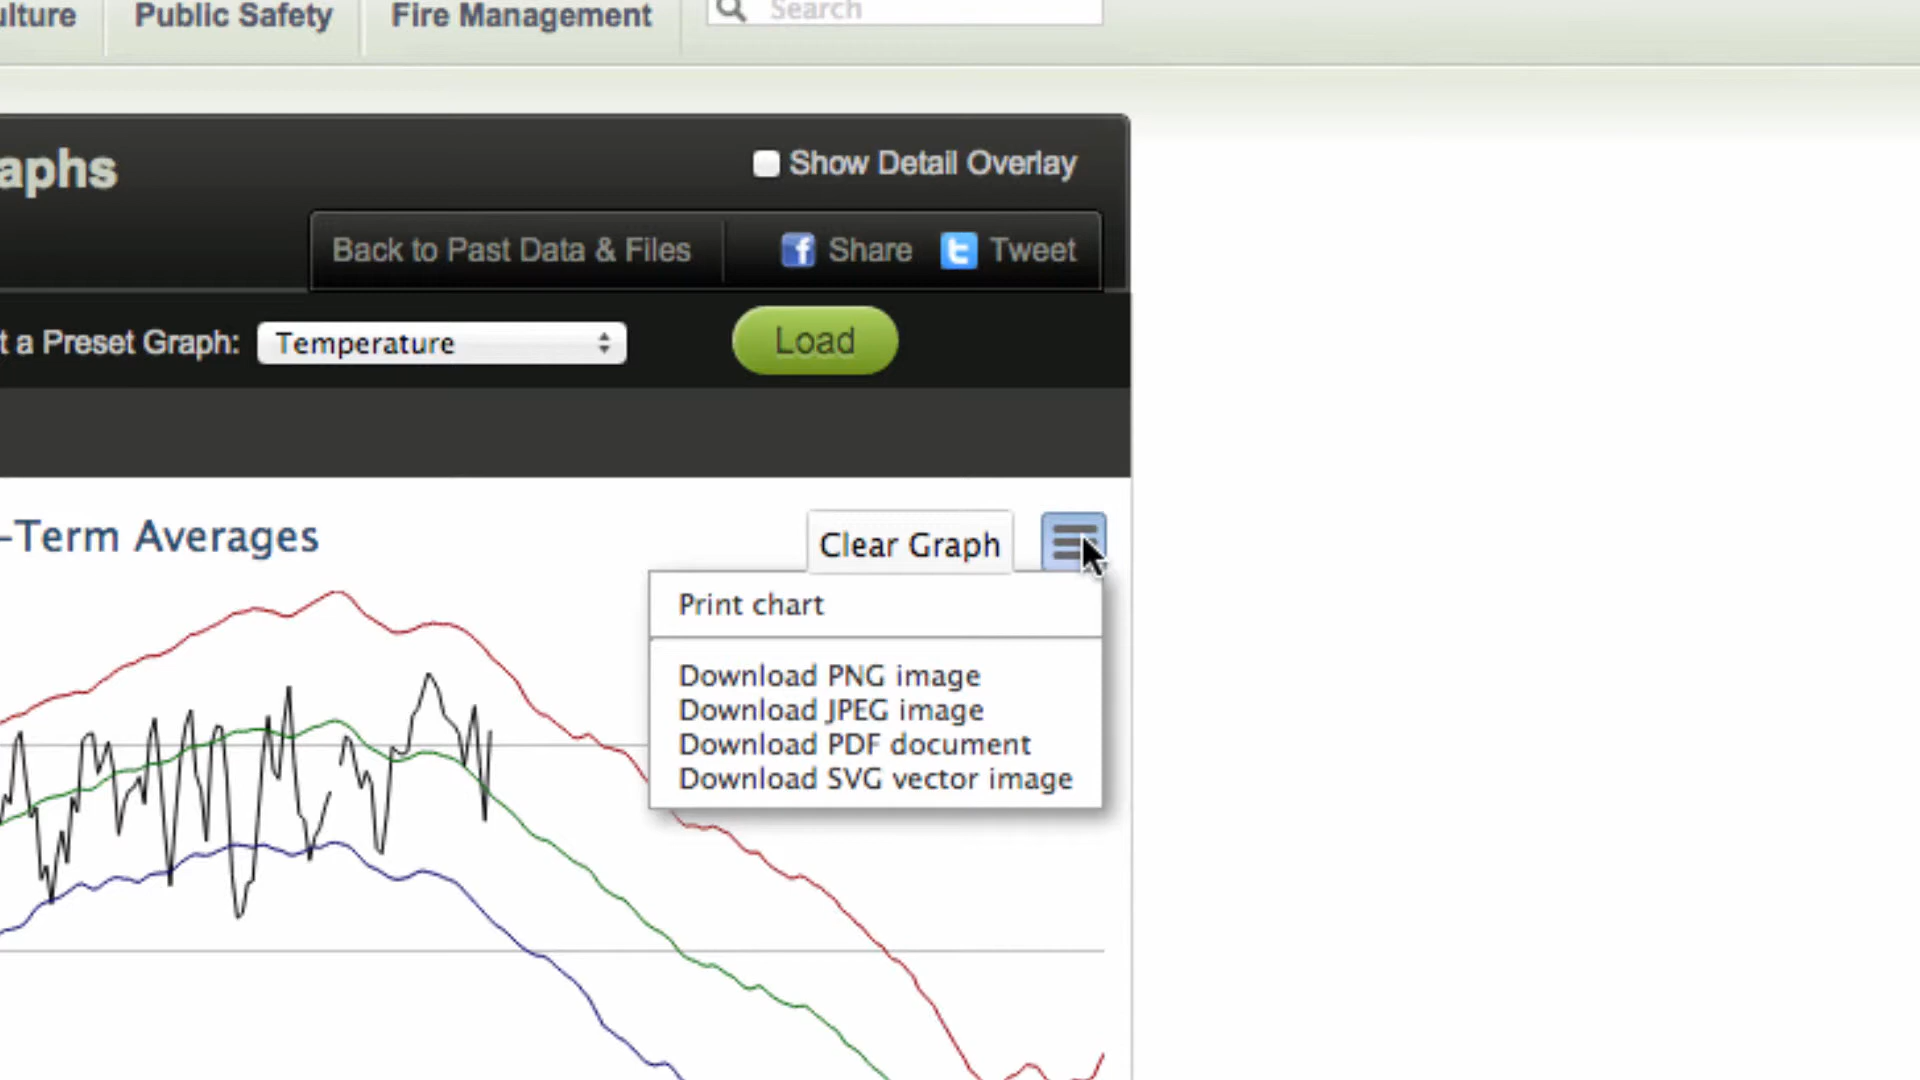 ulture Public Safety Fire Management Search
aphs
Show Detail Overlay
Back to Past Data & Files Share Tweet
t a Preset Graph: Temperature Load
-Term Averages
Clear Graph
Print chart
Download PNG image
Download JPEG image
Download PDF document
Download SVG vector image